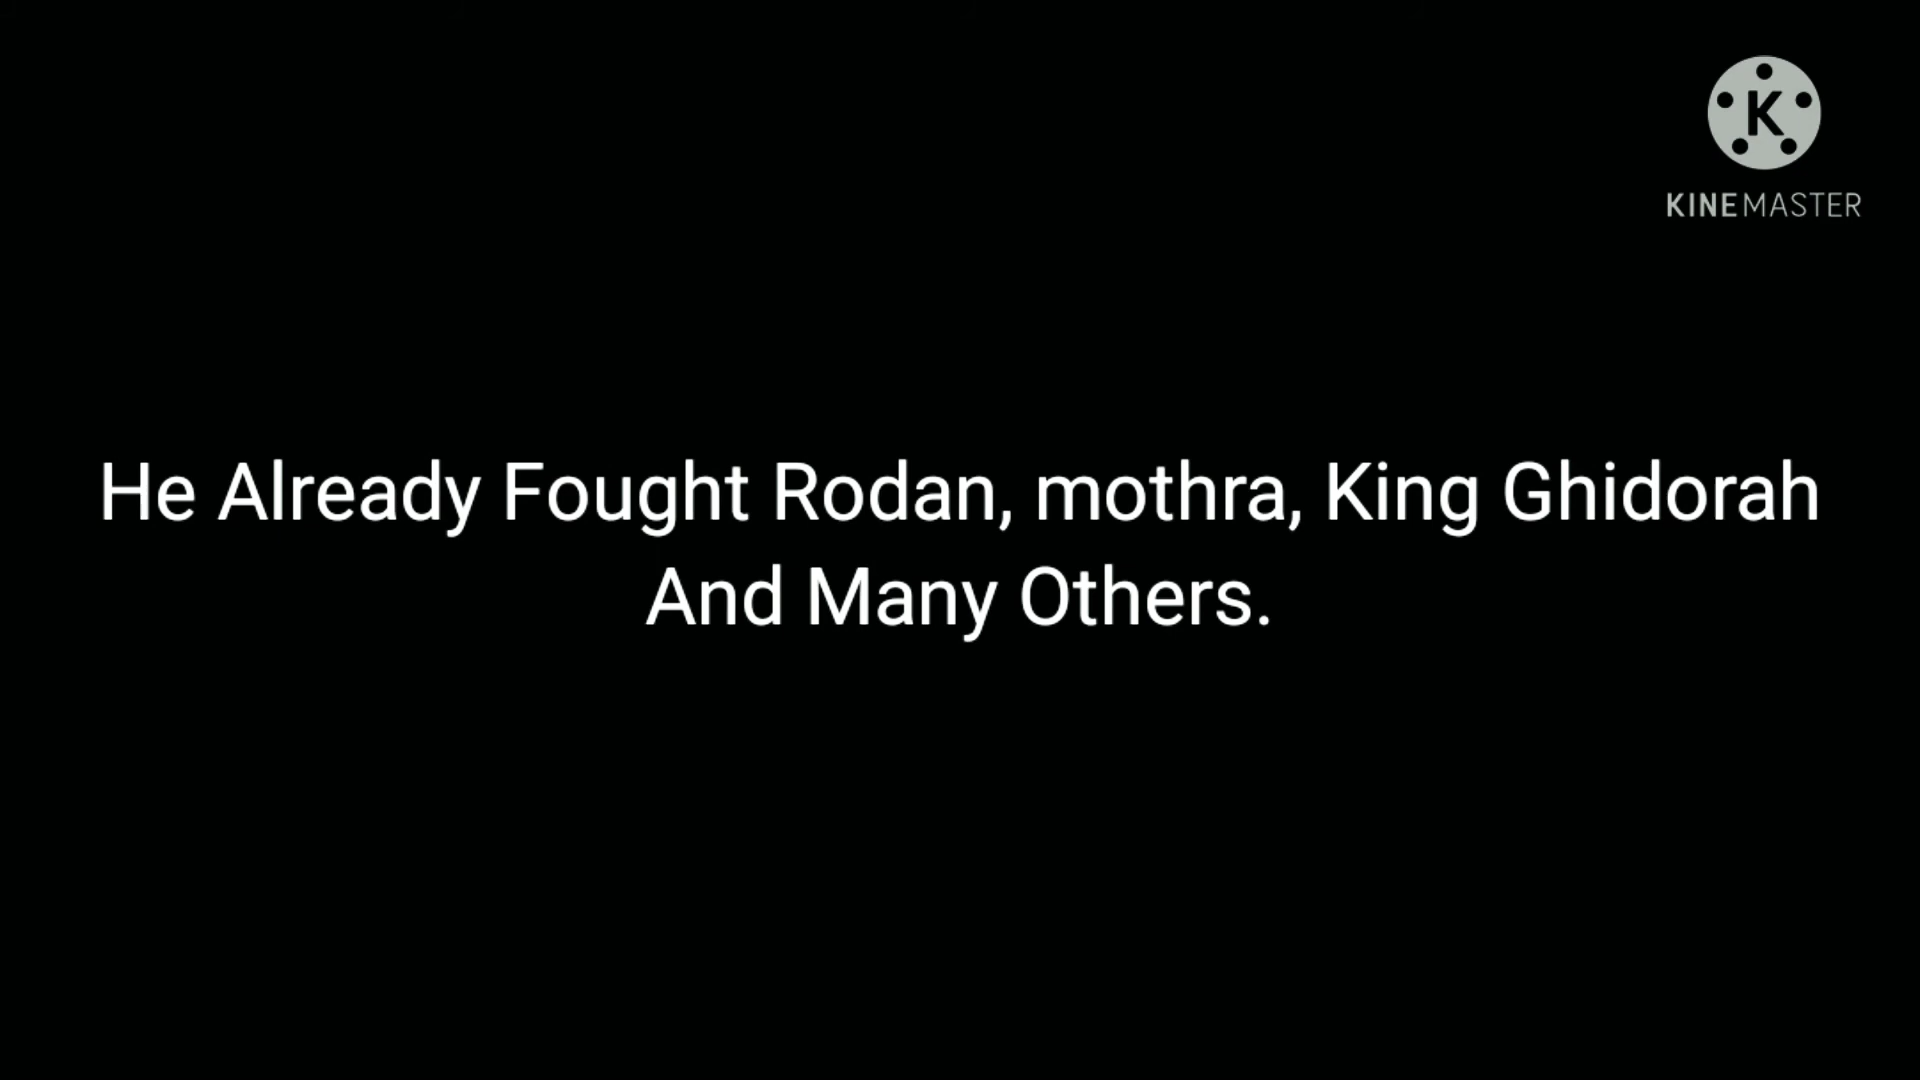 K
KINEMASTER
He Already Fought Rodan, mothra, King Ghidorah
And Many Others.